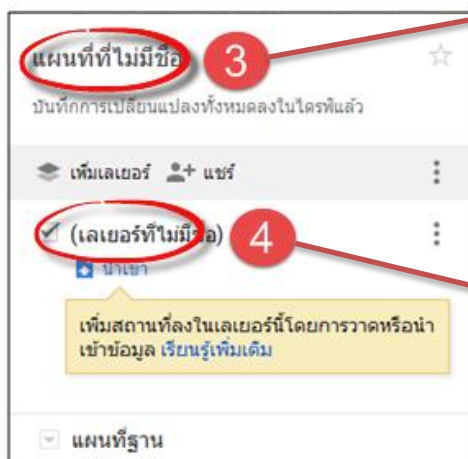 แผนที่ที่ไม่มีชื่อ
3
บันทึกการเปลี่ยนแปลงทั้งหมดลงในไดรฟ์แล้ว
เพิ่มเลเยอร์ แชร์
(เลเยอร์ที่ไม่มีชื่อ)
4
นำเข้า
เพิ่มสถานที่ลงในเลเยอร์นี้โดยการวาดหรือนำ
เข้าข้อมูล เรียนรู้เพิ่มเติม
แผนที่ฐาน